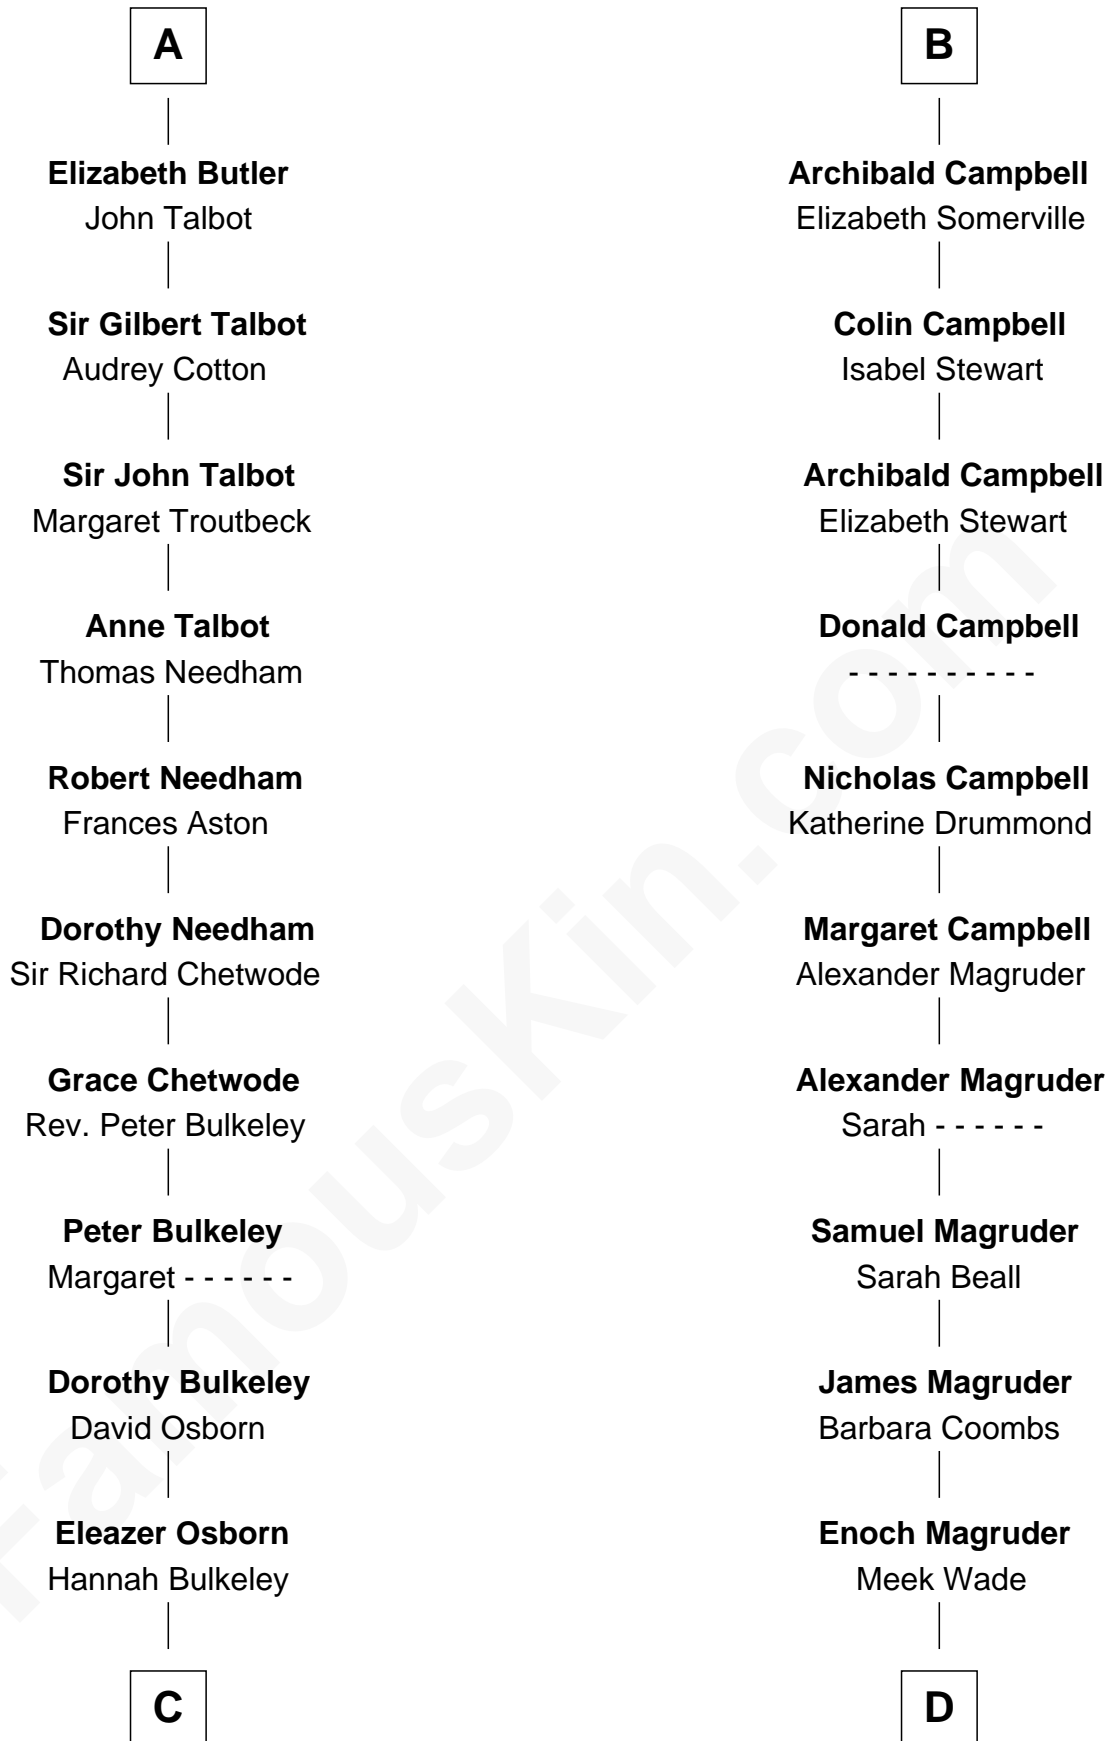 A
Elizabeth Butler
John Talbot
Sir Gilbert Talbot
Audrey Cotton
Sir John Talbot
Margaret Troutbeck
Anne Talbot
Thomas Needham
Robert Needham
Frances Aston
Dorothy Needham
Sir Richard Chetwode
Grace Chetwode
Rev. Peter Bulkeley
Peter Bulkeley
Margaret - - - - - -
Dorothy Bulkeley
David Osborn
Eleazer Osborn
Hannah Bulkeley
C
B
Archibald Campbell
Elizabeth Somerville
Colin Campbell
Isabel Stewart
Archibald Campbell
Elizabeth Stewart
Donald Campbell
- - - - - - - - - -
Nicholas Campbell
Katherine Drummond
Margaret Campbell
Alexander Magruder
Alexander Magruder
Sarah - - - - - -
Samuel Magruder
Sarah Beall
James Magruder
Barbara Coombs
Enoch Magruder
Meek Wade
D
FamousKin.com